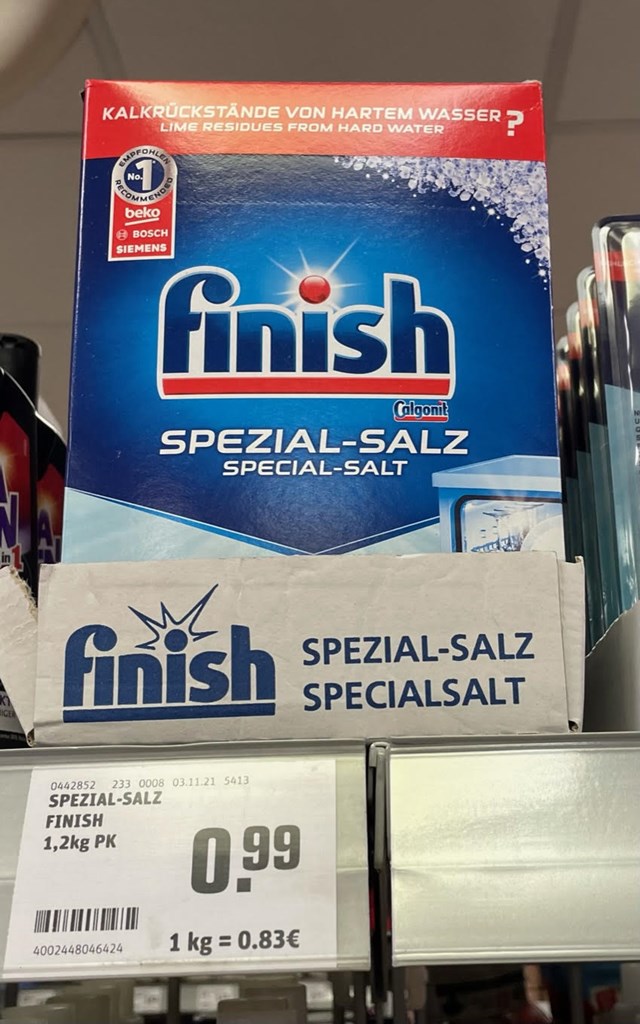 KALKRÜCKSTÄNDE VON HARTEM WASSER ?
LIME RESIDUES FROM HARD WATER
EMPFOHLEN
No.1
RECOMMENDED
beko
BOSCH
SIEMENS
finish
Calgonit
SPEZIAL-SALZ
SPECIAL-SALT
finish
SPEZIAL-SALZ
SPECIALSALT
0442852 233 0008 03.11.21 5413
SPEZIAL-SALZ
FINISH
1,2kg PK
0.99
4002448046424
1 kg = 0.83€
in 1